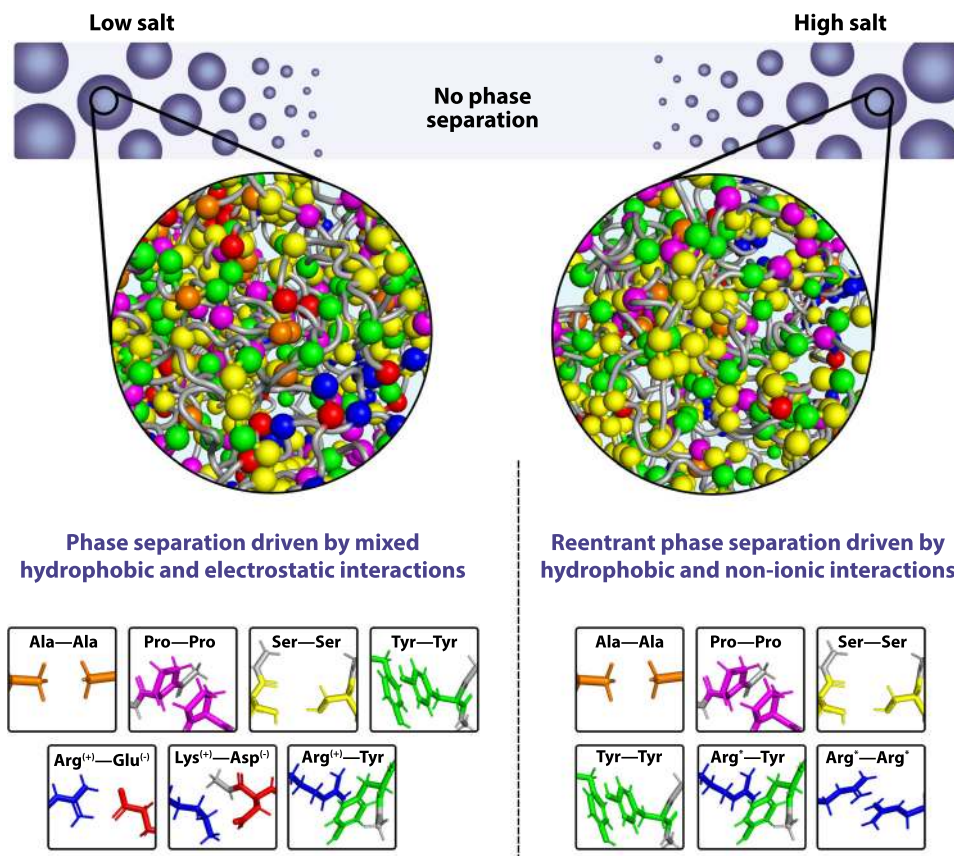 Low salt
High salt
No phase
separation
Phase separation driven by mixed
hydrophobic and electrostatic interactions
Reentrant phase separation driven by
hydrophobic and non-ionic interactions
Ala—Ala
Pro—Pro
Ser—Ser
Tyr—Tyr
Arg⁽⁺⁾—Glu⁽⁻⁾
Lys⁽⁺⁾—Asp⁽⁻⁾
Arg⁽⁺⁾—Tyr
Ala—Ala
Pro—Pro
Ser—Ser
Tyr—Tyr
Arg*—Tyr
Arg*—Arg*